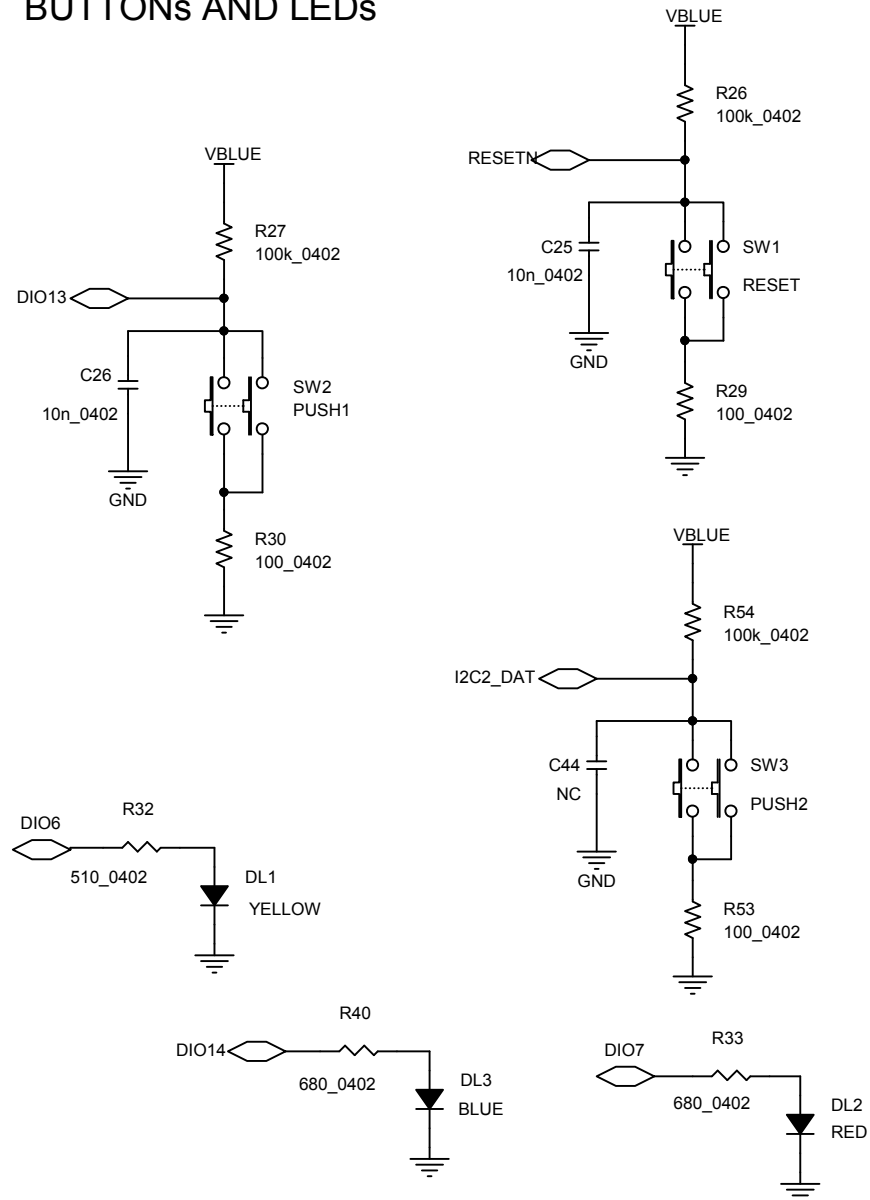 BUTTONs AND LEDs
VBLUE
R26
100k_0402
RESETN
C25
10n_0402
SW1
RESET
GND
R29
100_0402
VBLUE
R27
100k_0402
DIO13
C26
10n_0402
SW2
PUSH1
GND
R30
100_0402
VBLUE
R54
100k_0402
I2C2_DAT
C44
NC
SW3
PUSH2
GND
R53
100_0402
DIO6
R32
510_0402
DL1
YELLOW
DIO14
R40
680_0402
DL3
BLUE
DIO7
R33
680_0402
DL2
RED